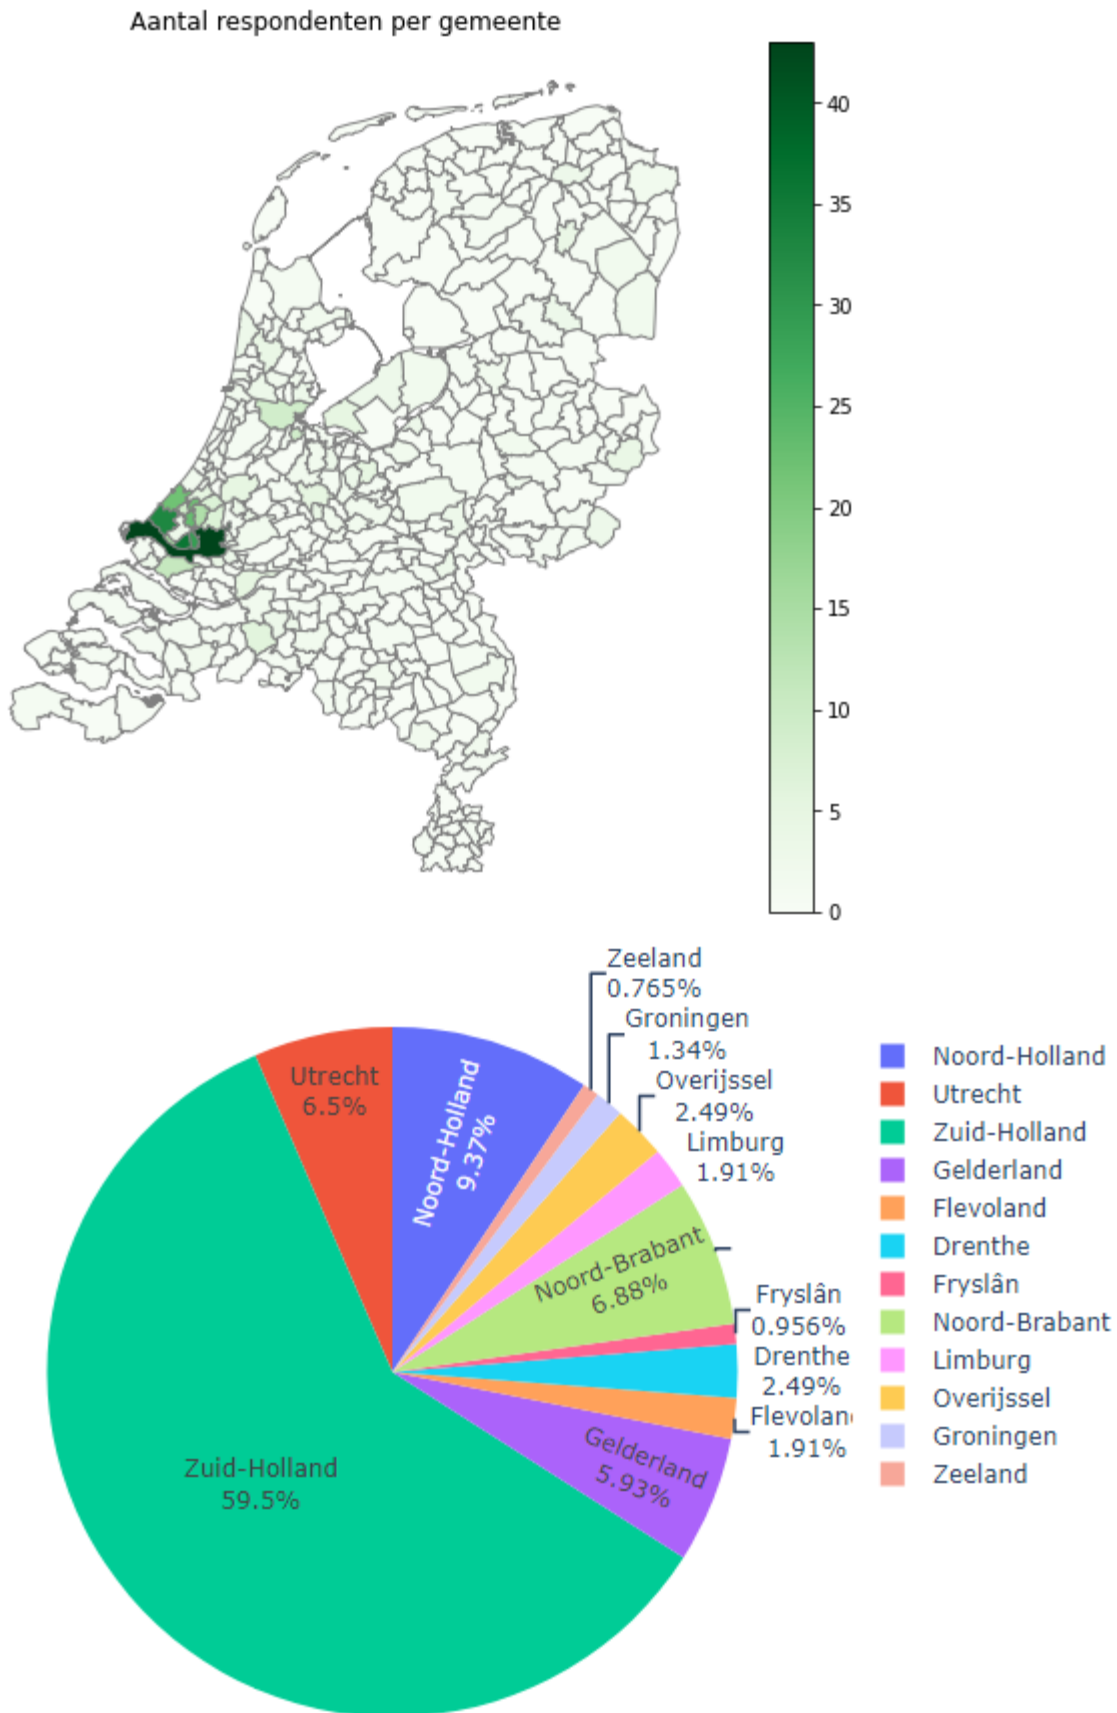 Aantal respondenten per gemeente
40
35
30
25
20
15
10
5
0
Zeeland
0.765%
Groningen
1.34%
Overijssel
2.49%
Limburg
1.91%
Noord-Holland
9.37%
Utrecht
6.5%
Noord-Brabant
6.88%
Fryslân
0.956%
Drenthe
2.49%
Flevolan
1.91%
Gelderland
5.93%
Zuid-Holland
59.5%
Noord-Holland
Utrecht
Zuid-Holland
Gelderland
Flevoland
Drenthe
Fryslân
Noord-Brabant
Limburg
Overijssel
Groningen
Zeeland